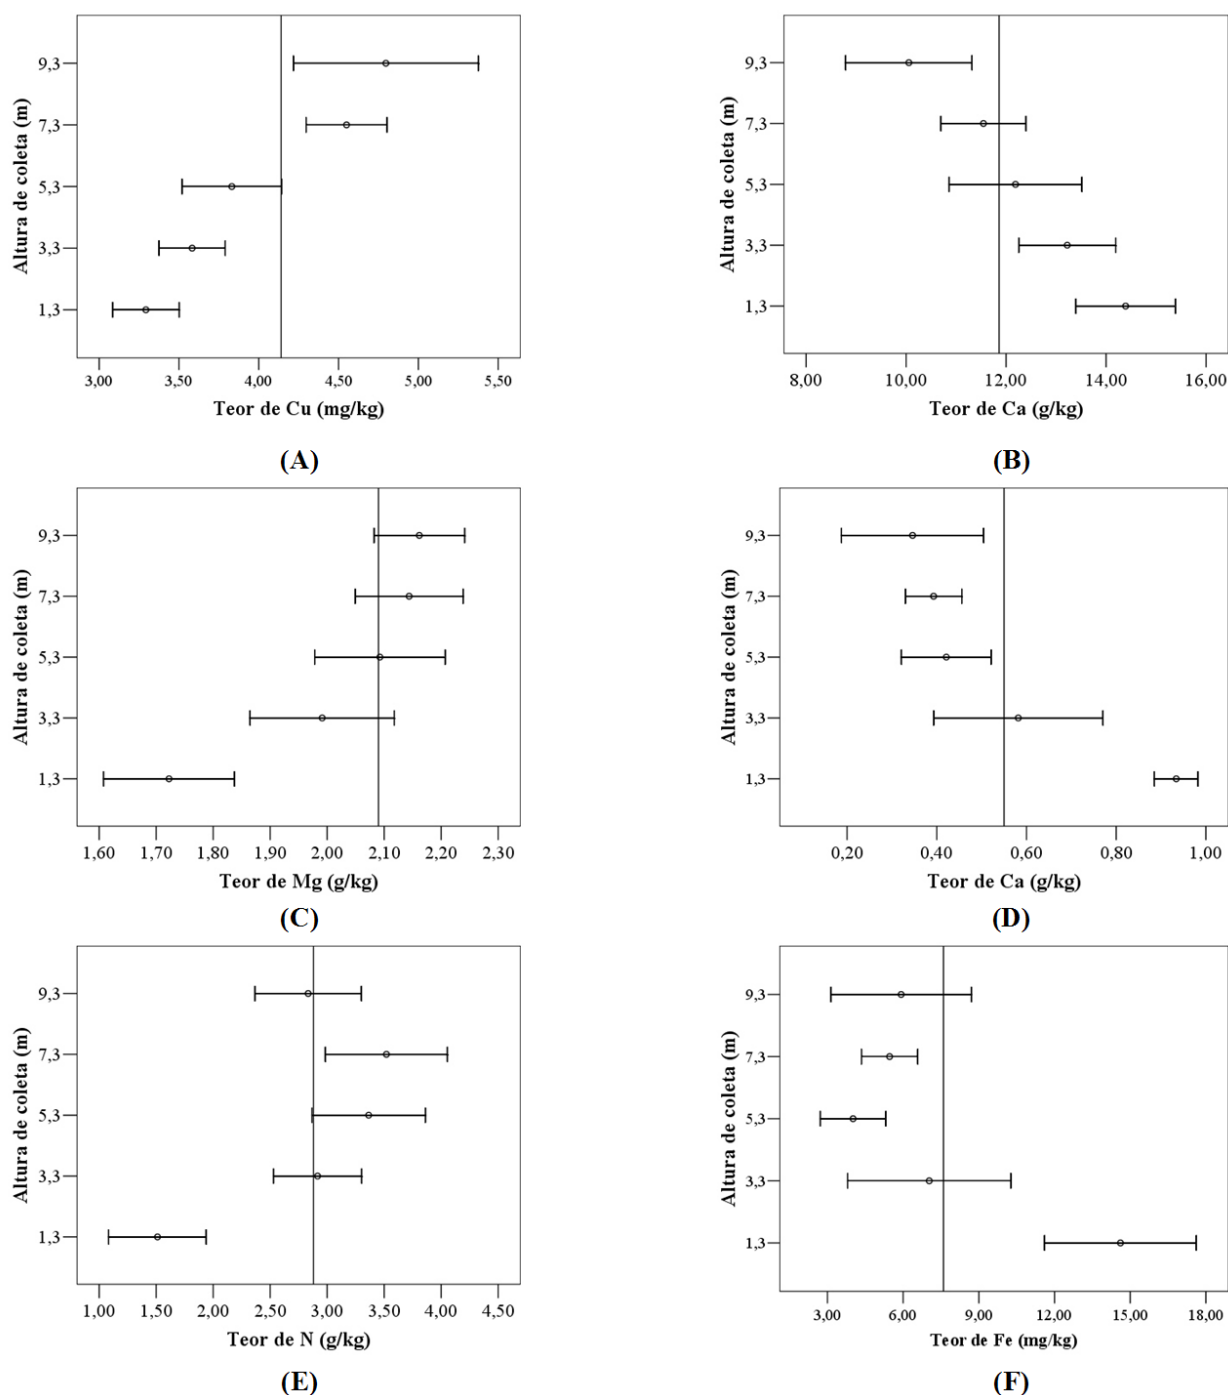 Altura de coleta (m)
9,3
7,3
5,3
3,3
1,3
3,00 3,50 4,00 4,50 5,00 5,50
Teor de Cu (mg/kg)
(A)
Altura de coleta (m)
9,3
7,3
5,3
3,3
1,3
8,00 10,00 12,00 14,00 16,00
Teor de Ca (g/kg)
(B)
Altura de coleta (m)
9,3
7,3
5,3
3,3
1,3
1,60 1,70 1,80 1,90 2,00 2,10 2,20 2,30
Teor de Mg (g/kg)
(C)
Altura de coleta (m)
9,3
7,3
5,3
3,3
1,3
0,20 0,40 0,60 0,80 1,00
Teor de Ca (g/kg)
(D)
Altura de coleta (m)
9,3
7,3
5,3
3,3
1,3
1,00 1,50 2,00 2,50 3,00 3,50 4,00 4,50
Teor de N (g/kg)
(E)
Altura de coleta (m)
9,3
7,3
5,3
3,3
1,3
3,00 6,00 9,00 12,00 15,00 18,00
Teor de Fe (mg/kg)
(F)